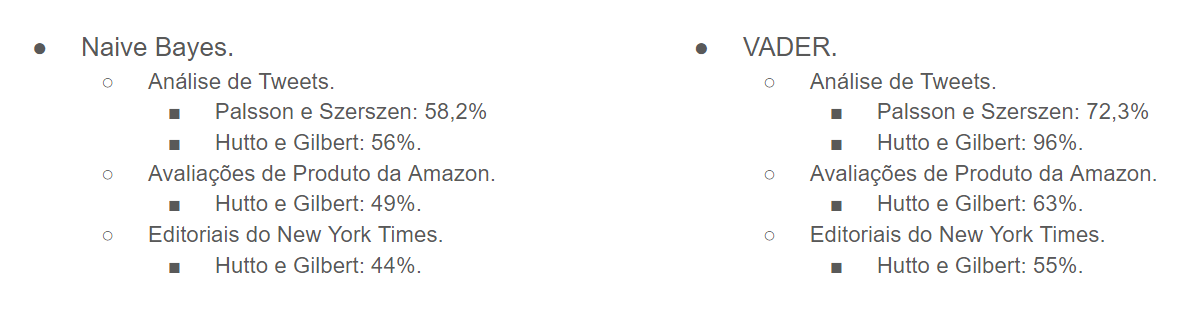 ● Naive Bayes.
○ Análise de Tweets.
■ Palsson e Szerszen: 58,2%
■ Hutto e Gilbert: 56%.
○ Avaliações de Produto da Amazon.
■ Hutto e Gilbert: 49%.
○ Editoriais do New York Times.
■ Hutto e Gilbert: 44%.
● VADER.
○ Análise de Tweets.
■ Palsson e Szerszen: 72,3%
■ Hutto e Gilbert: 96%.
○ Avaliações de Produto da Amazon.
■ Hutto e Gilbert: 63%.
○ Editoriais do New York Times.
■ Hutto e Gilbert: 55%.